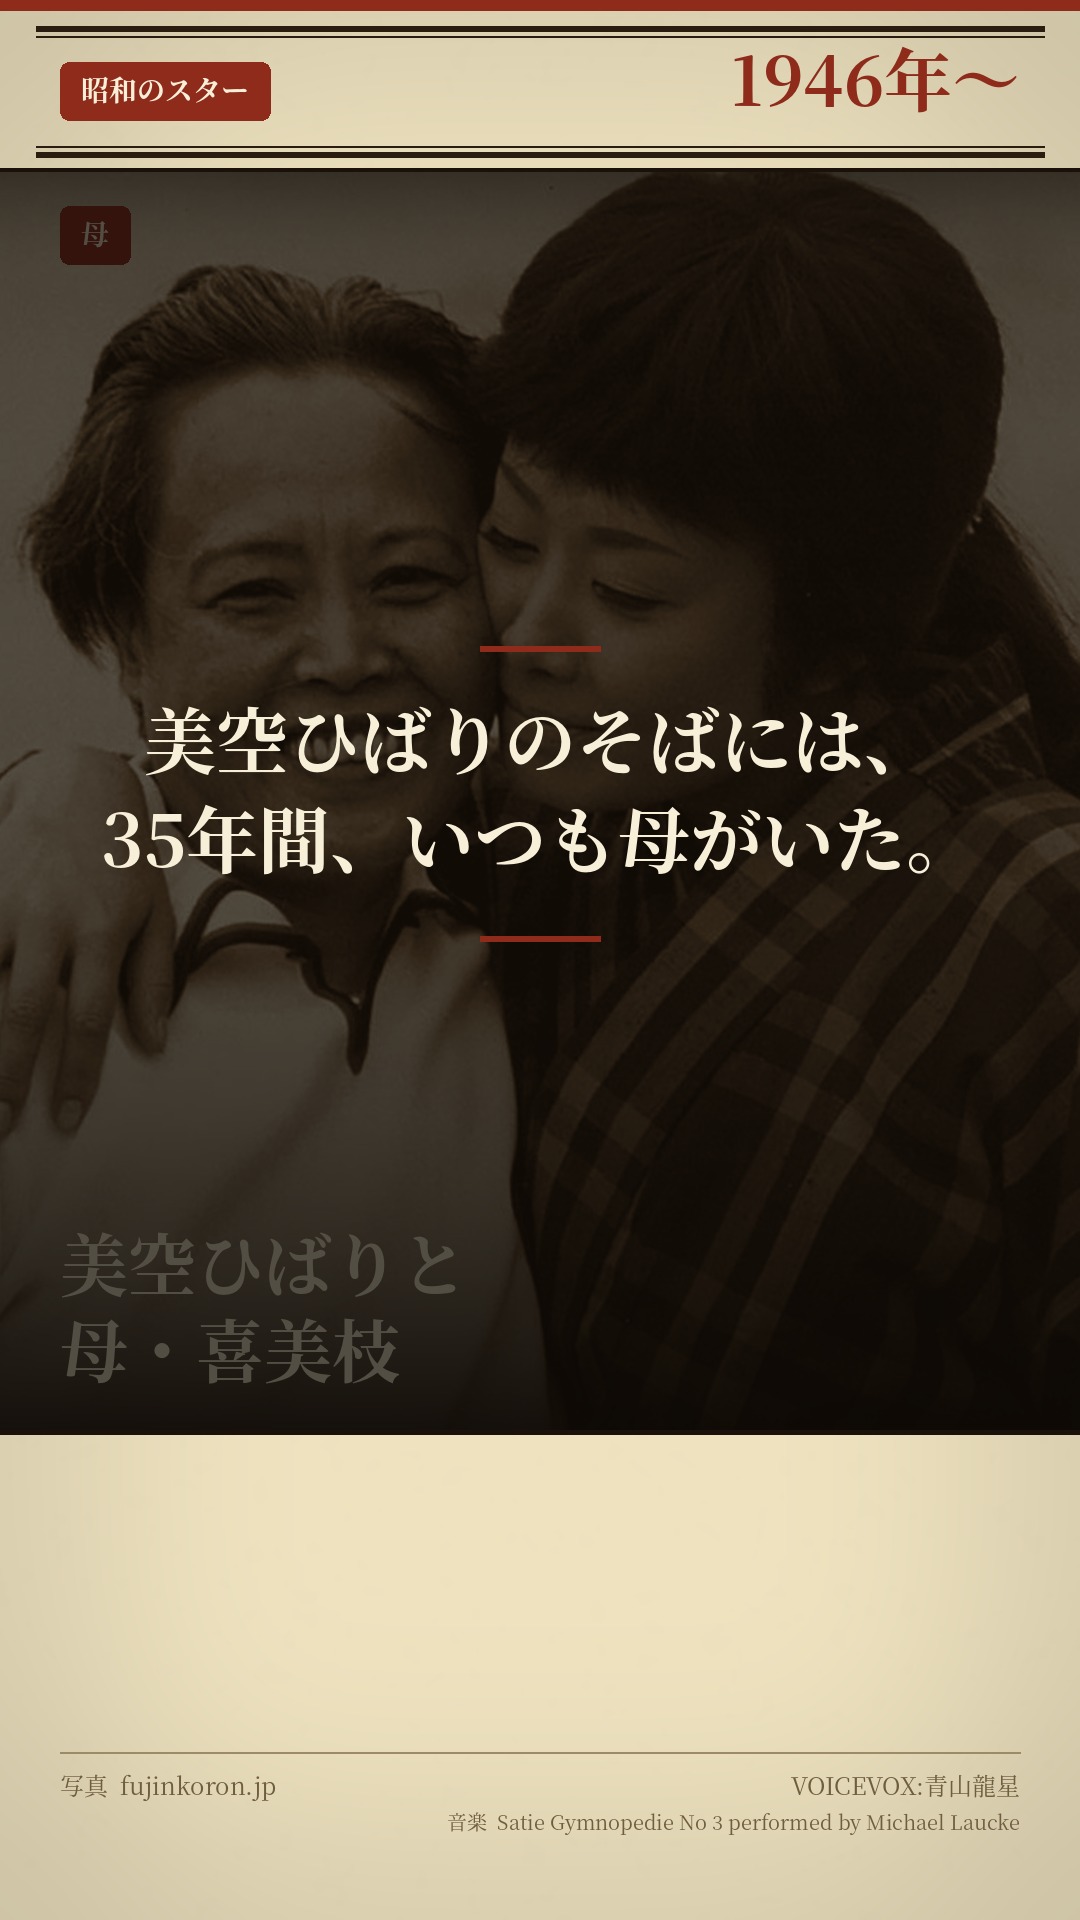 昭和のスター
1946年～
母
美空ひばりのそばには、
35年間、いつも母がいた。
美空ひばりと
母・喜美枝
写真 fujinkoron.jp
VOICEVOX:青山龍星
音楽 Satie Gymnopedie No 3 performed by Michael Laucke